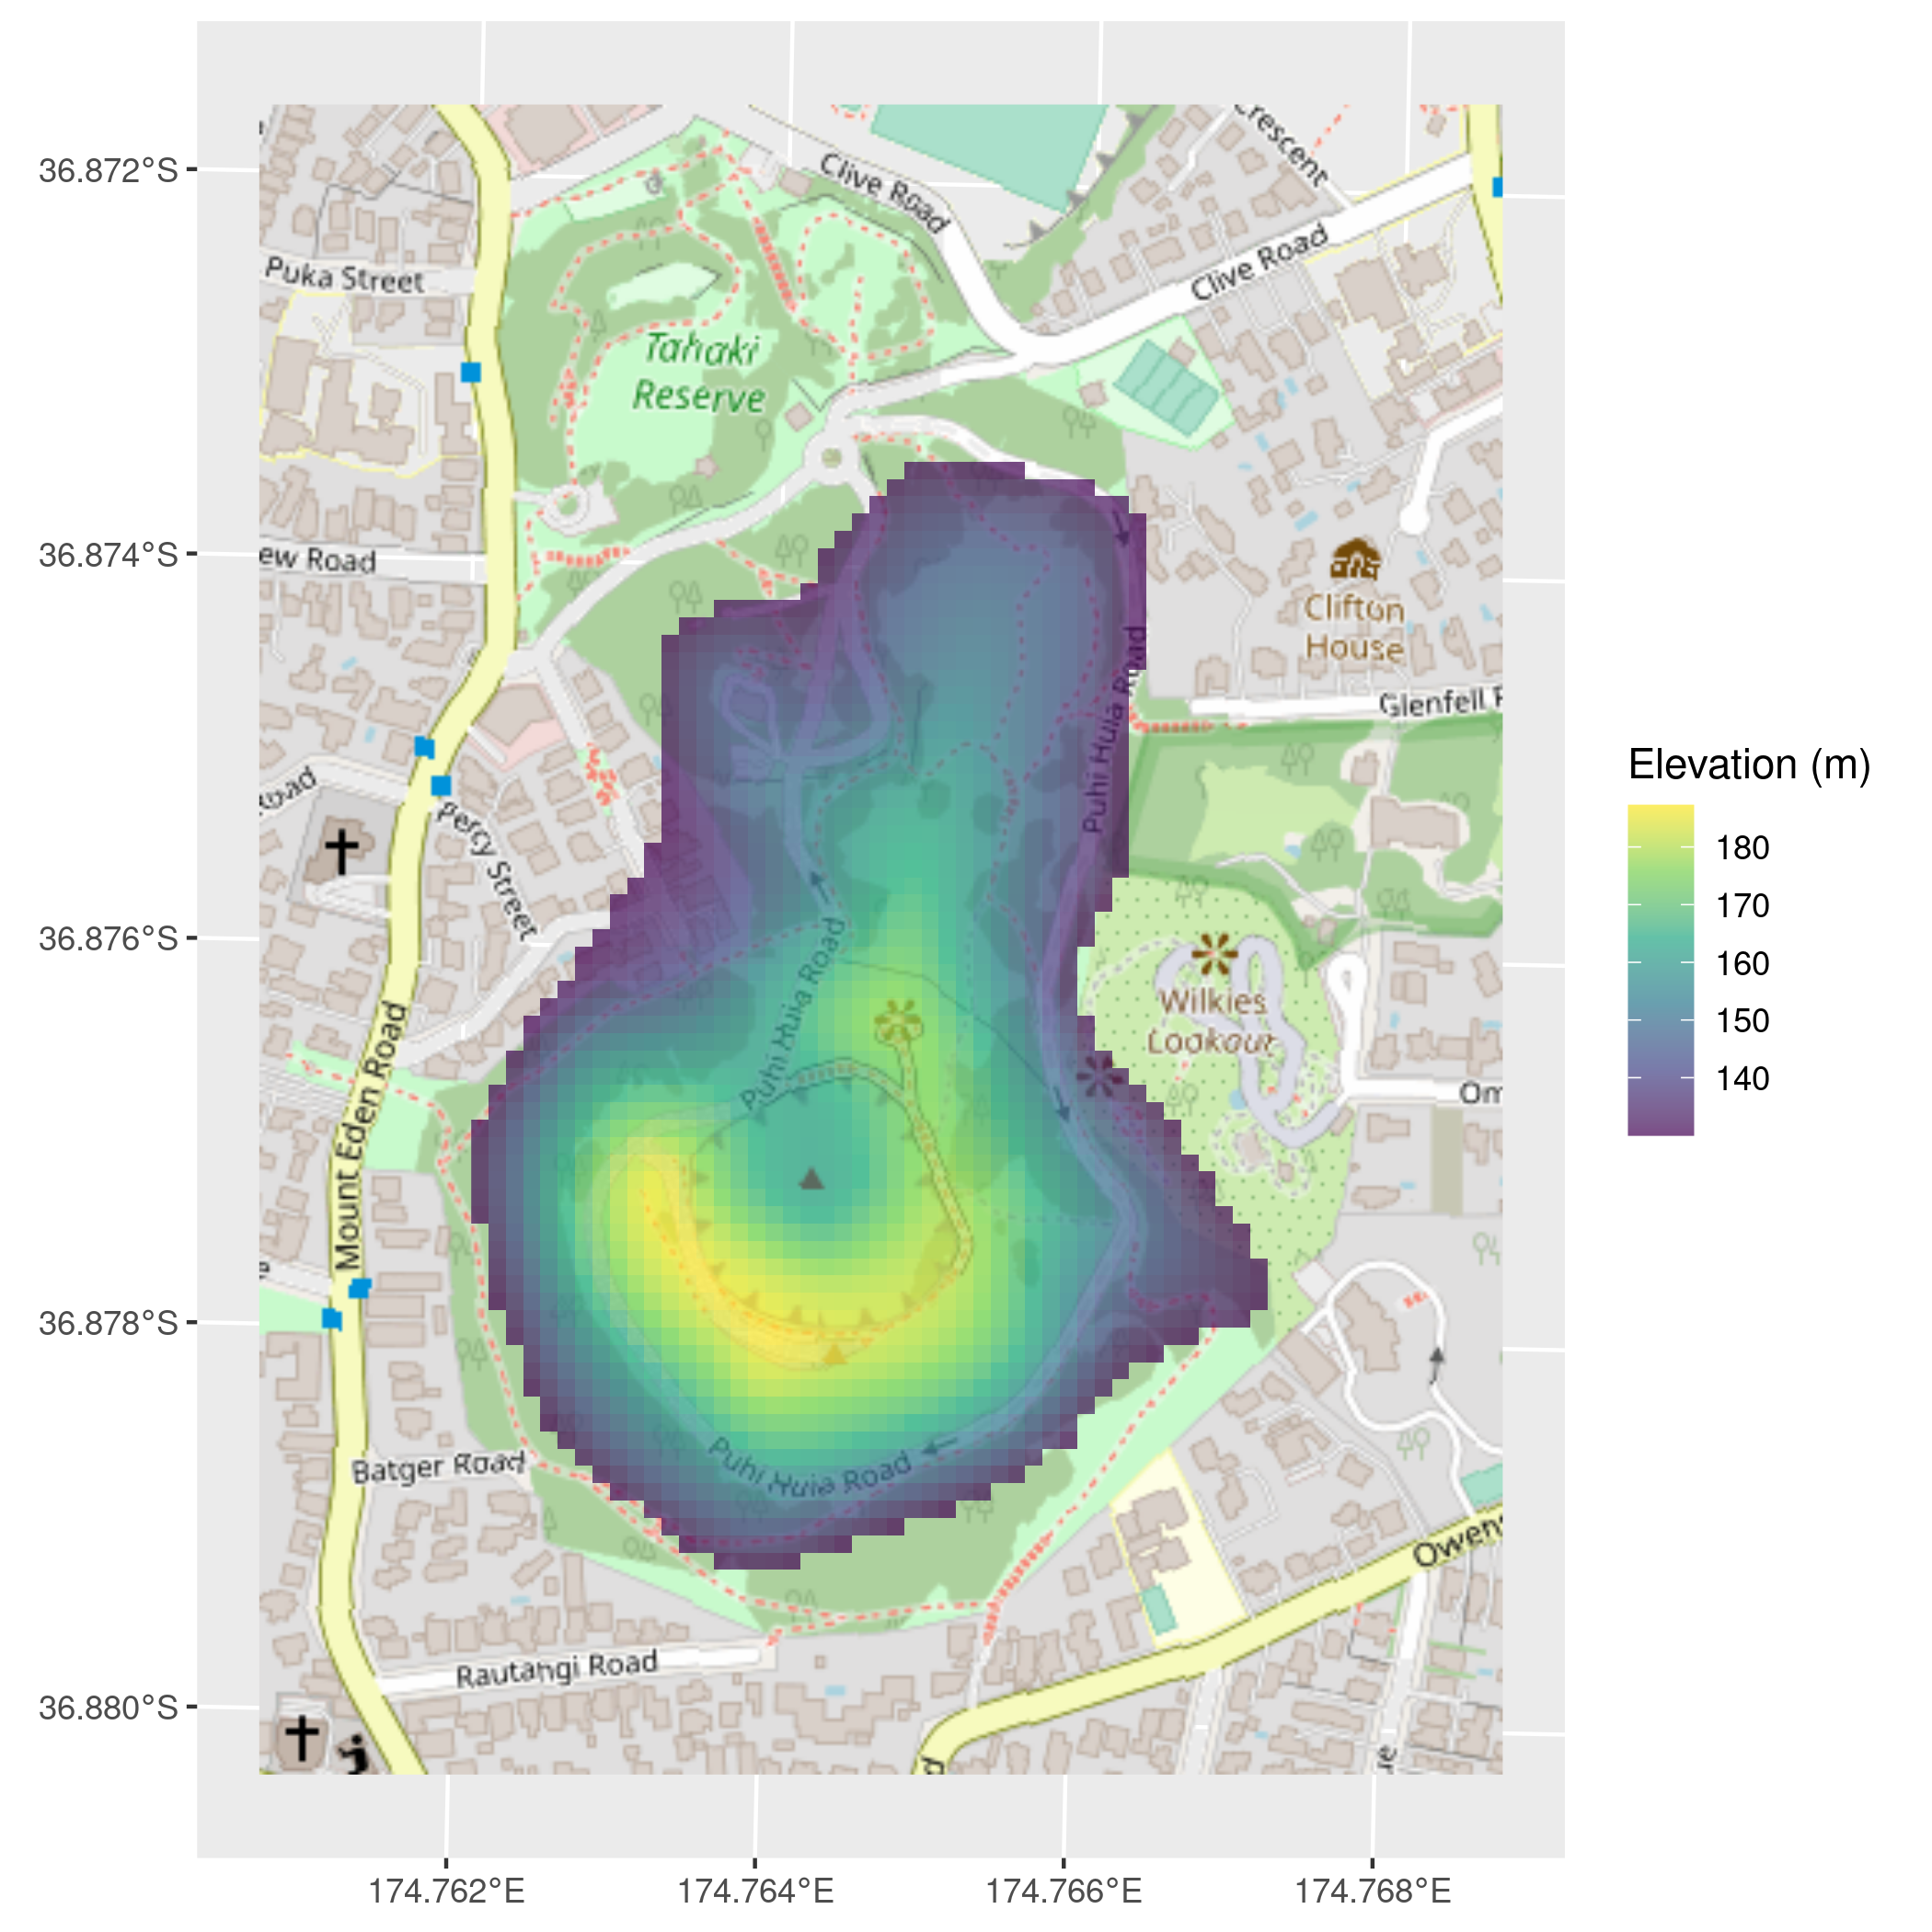 36.872°S
36.874°S
36.876°S
36.878°S
36.880°S
174.762°E
174.764°E
174.766°E
174.768°E
Crescent
Clive Road
Clive Road
Puka Street
Tahaki
Reserve
ew Road
Clifton
House
Glenfell
Puhi Huia Road
Road
Percy Street
Puhi Huia Road
Wilkies
Lookout
Om
Mount Eden Road
Puhi Huia Road
Batger Road
Owens
Rautangi Road
Elevation (m)
180
170
160
150
140